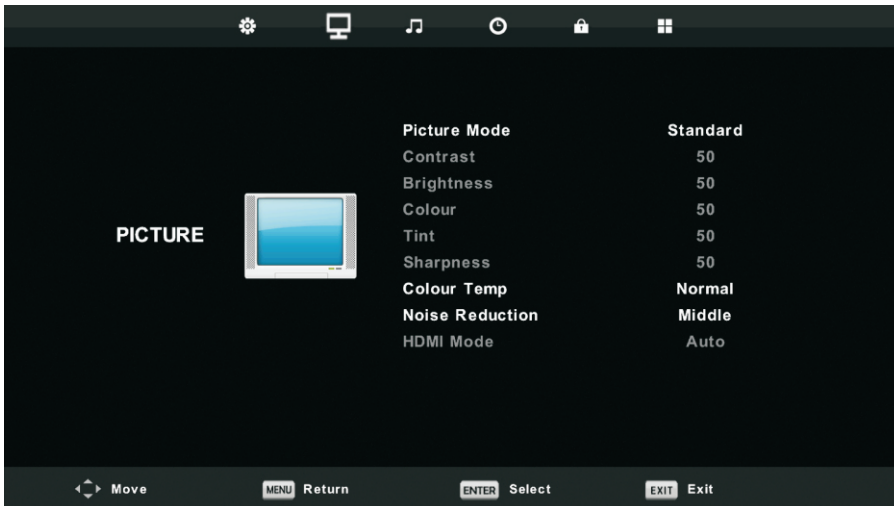 Picture Mode Standard
Contrast 50
Brightness 50
Colour 50
PICTURE
Tint 50
Sharpness 50
Colour Temp Normal
Noise Reduction Middle
HDMI Mode Auto
Move MENU Return ENTER Select EXIT Exit